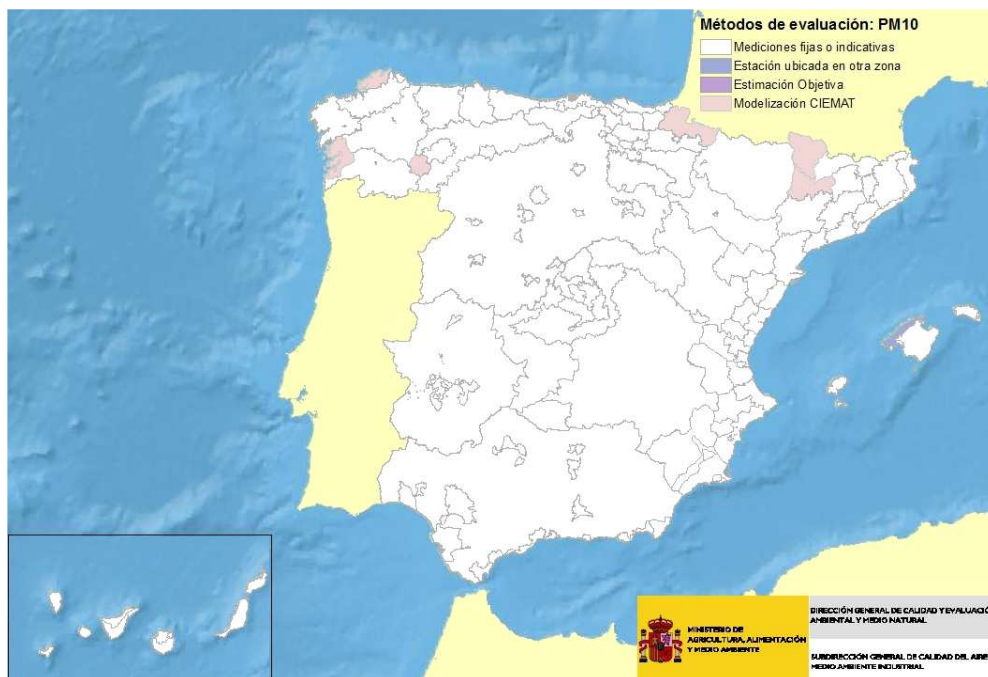 Métodos de evaluación: PM10
Mediciones fijas o indicativas
Estación ubicada en otra zona
Estimación Objetiva
Modelización CIEMAT
MINISTERIO DE
AGRICULTURA, ALIMENTACIÓN
Y MEDIO AMBIENTE
DIRECCIÓN GENERAL DE CALIDAD Y EVALUACIÓ
AMBIENTAL Y MEDIO NATURAL
SUBDIRECCIÓN GENERAL DE CALIDAD DEL AIRE
MEDIO AMBIENTE INDUSTRIAL